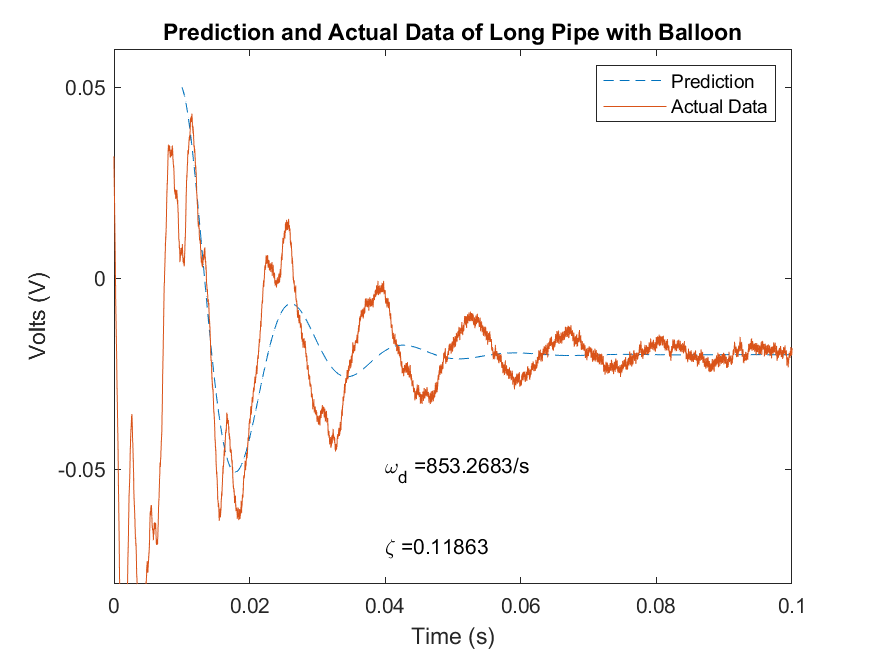 Prediction and Actual Data of Long Pipe with Balloon
Prediction
Actual Data
0.05
0
-0.05
Volts (V)
ω_d =853.2683/s
ζ =0.11863
0 0.02 0.04 0.06 0.08 0.1
Time (s)